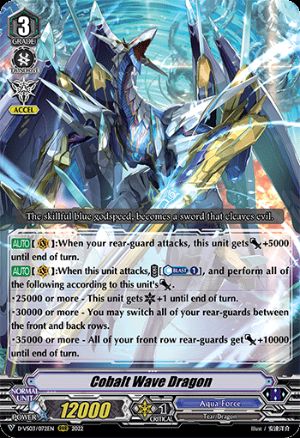 3
GRADE
ACCEL
The skillful blue godspeed, becomes a sword that cleaves evil.
AUTO [ ]:When your rear-guard attacks, this unit gets +5000
until end of turn.
AUTO [ ]:When this unit attacks, [ BLAST 1], and perform all of
the following according to this unit's .
·25000 or more - This unit gets +1 until end of turn.
·30000 or more - You may switch all of your rear-guards between
the front and back rows.
·35000 or more - All of your front row rear-guards get +10000
until end of turn.
Cobalt Wave Dragon
NORMAL
UNIT
POWER
12000
1
CRITICAL
Aqua Force
Tear Dragon
D-VS03/072EN
2022